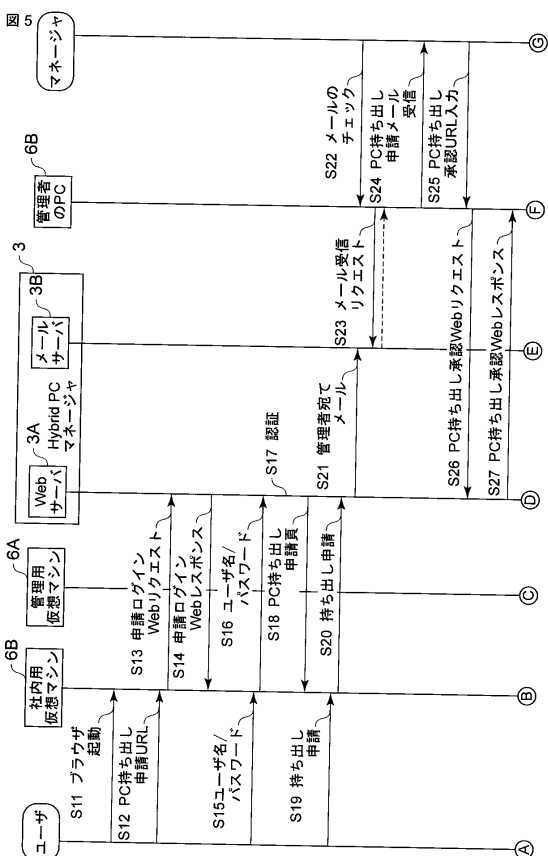 図5
ユーザ
6B
社内用
仮想マシン
6A
管理用
仮想マシン
3
3A
Web
サーバ
Hybrid PC
マネージャ
3B
メール
サーバ
6B
管理者
のPC
マネージャ
S11 ブラウザ
起動
S12 PC持ち出し
申請URL
S13 申請ログイン
Webリクエスト
S14 申請ログイン
Webレスポンス
S15ユーザ名/
パスワード
S16 ユーザ名/
パスワード
S17 認証
S18 PC持ち出し
申請頁
S19 持ち出し
申請
S20 持ち出し申請
S21 管理者宛て
メール
S22 メールの
チェック
S23 メール受信
リクエスト
S24 PC持ち出し
申請メール
受信
S25 PC持ち出し
承認URL入力
S26 PC持ち出し承認Webリクエスト
S27 PC持ち出し承認Webレスポンス
A
B
C
D
E
F
G